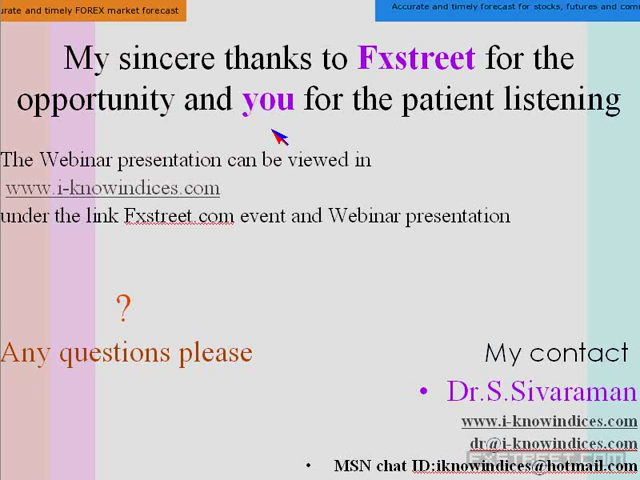 urate and timely FOREX market forecast
Accurate and timely forecast for stocks, futures and com
My sincere thanks to Fxstreet for the
opportunity and you for the patient listening
The Webinar presentation can be viewed in
www.i-knowindices.com
under the link Fxstreet.com event and Webinar presentation
?
Any questions please
My contact
• Dr.S.Sivaraman
www.i-knowindices.com
dr@i-knowindices.com
FXSTREET.COM
• MSN chat ID:iknowindices@hotmail.com